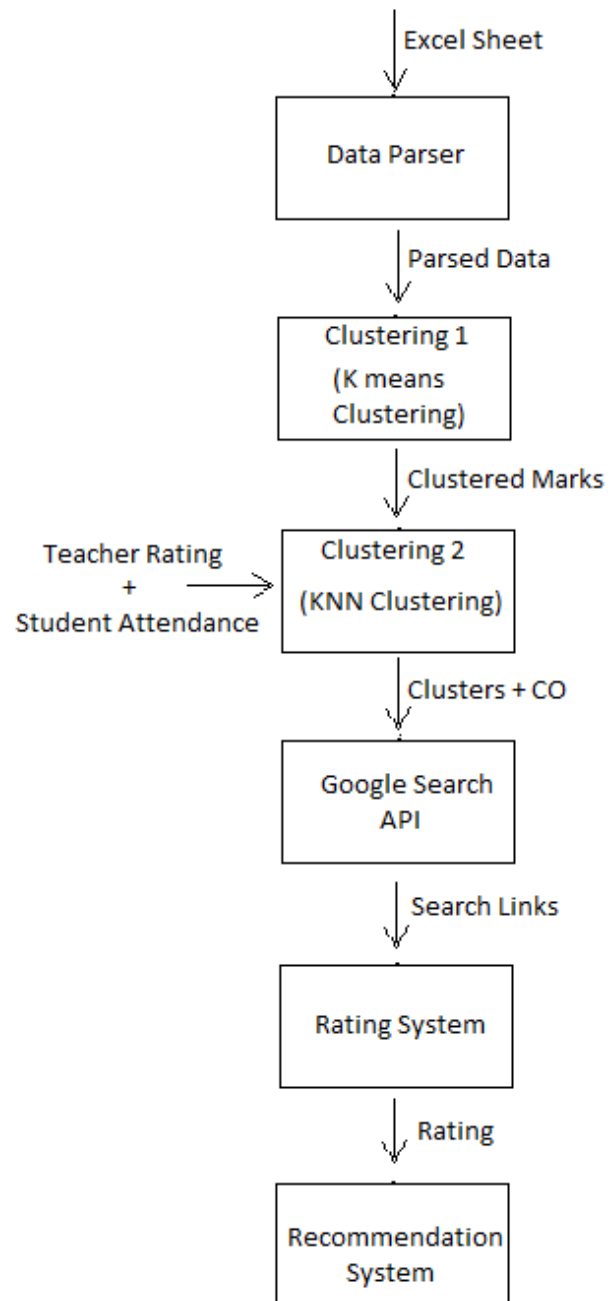 Excel Sheet
Data Parser
Parsed Data
Clustering 1
(K means
Clustering)
Clustered Marks
Teacher Rating
+
Student Attendance
Clustering 2
(KNN Clustering)
Clusters + CO
Google Search
API
Search Links
Rating System
Rating
Recommendation
System